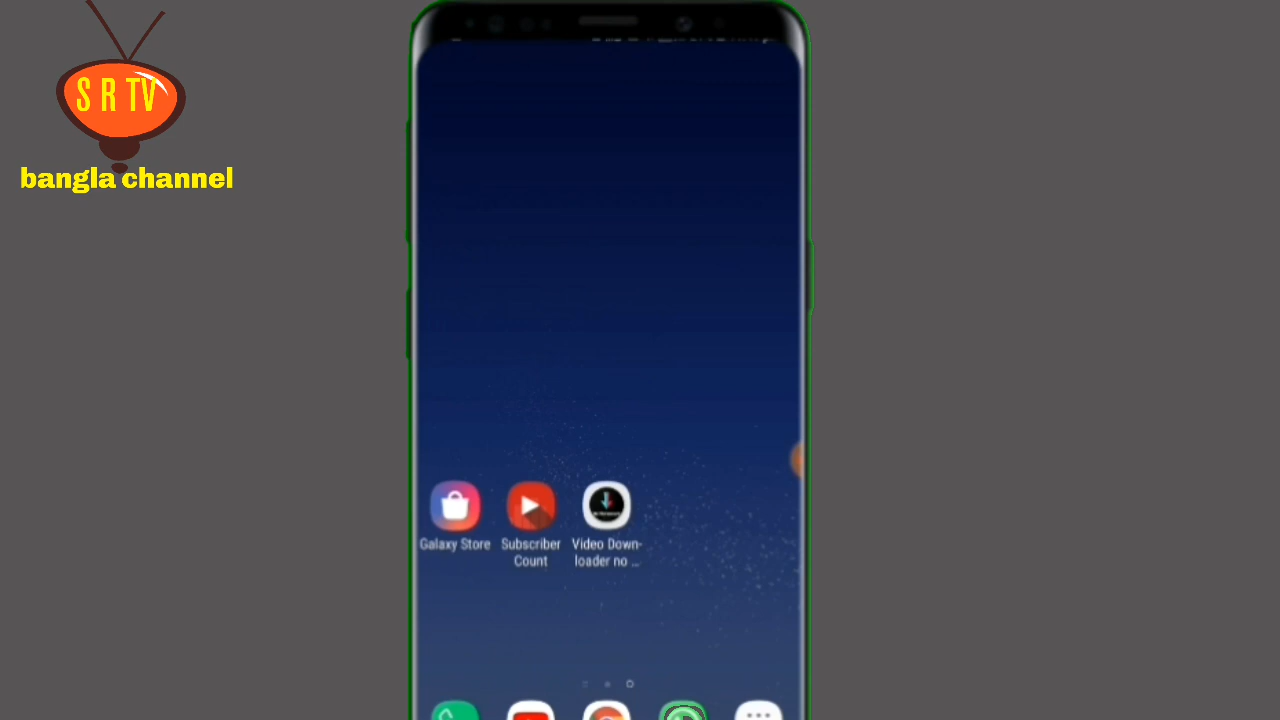 S R TV
bangla channel
Galaxy Store
Subscriber
Count
Video Down-
loader no ...